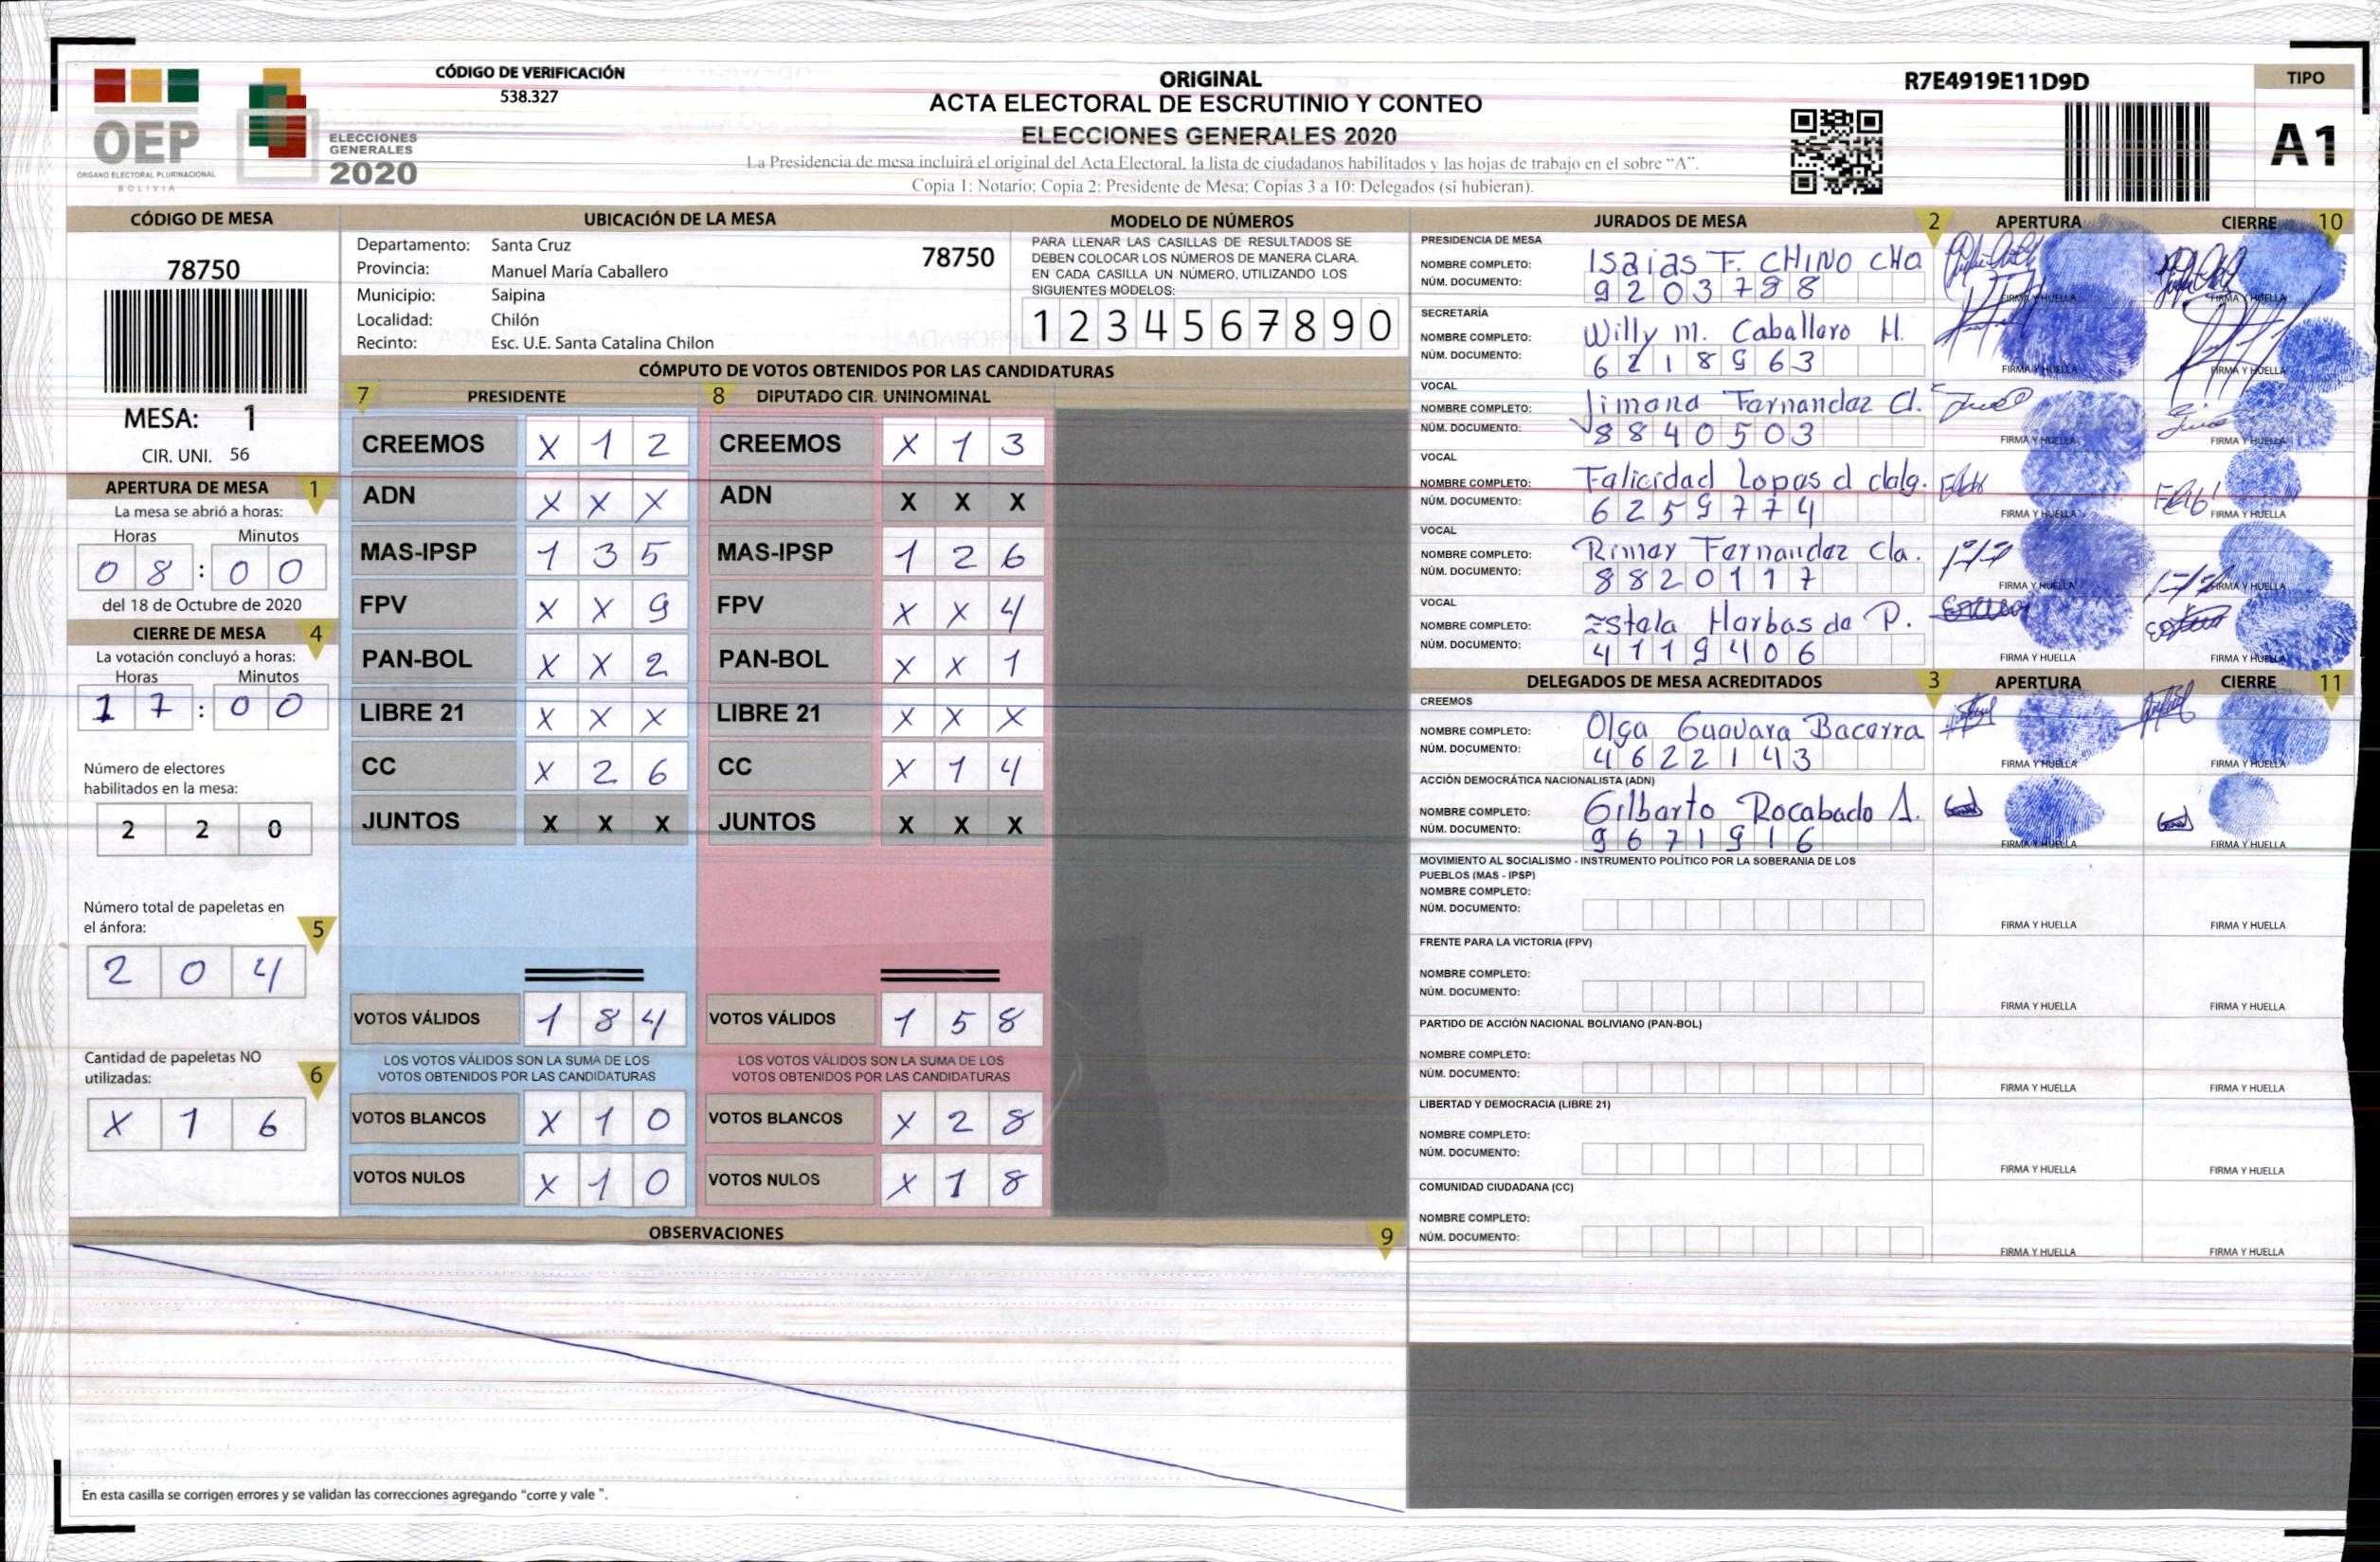 CÓDIGO DE VERIFICACIÓN
538.327
ORIGINAL
ACTA ELECTORAL DE ESCRUTINIO Y CONTEO
ELECCIONES GENERALES 2020
La Presidencia de mesa incluirá el original del Acta Electoral, la lista de ciudadanos habilitados y las hojas de trabajo en el sobre "A".
Copia 1: Notario; Copia 2: Presidente de Mesa; Copias 3 a 10: Delegados (si hubieran).
R7E4919E11D9D
TIPO
A1
OEP
ÓRGANO ELECTORAL PLURINACIONAL
BOLIVIA
ELECCIONES
GENERALES
2020
CÓDIGO DE MESA
78750
MESA: 1
CIR. UNI. 56
APERTURA DE MESA 1
La mesa se abrió a horas:
Horas Minutos
0 8 : 0 0
del 18 de Octubre de 2020
CIERRE DE MESA 4
La votación concluyó a horas:
Horas Minutos
1 7 : 0 0
Número de electores
habilitados en la mesa:
2 2 0
Número total de papeletas en
el ánfora: 5
2 0 4
Cantidad de papeletas NO
utilizadas: 6
X 1 6
UBICACIÓN DE LA MESA
Departamento: Santa Cruz 78750
Provincia: Manuel María Caballero
Municipio: Saipina
Localidad: Chilón
Recinto: Esc. U.E. Santa Catalina Chilon
MODELO DE NÚMEROS
PARA LLENAR LAS CASILLAS DE RESULTADOS SE
DEBEN COLOCAR LOS NÚMEROS DE MANERA CLARA.
EN CADA CASILLA UN NÚMERO, UTILIZANDO LOS
SIGUIENTES MODELOS:
1 2 3 4 5 6 7 8 9 0
CÓMPUTO DE VOTOS OBTENIDOS POR LAS CANDIDATURAS
7 PRESIDENTE
CREEMOS X 1 2
ADN X X X
MAS-IPSP 1 3 5
FPV X X 9
PAN-BOL X X 2
LIBRE 21 X X X
CC X 2 6
JUNTOS X X X
VOTOS VÁLIDOS 1 8 4
LOS VOTOS VÁLIDOS SON LA SUMA DE LOS
VOTOS OBTENIDOS POR LAS CANDIDATURAS
VOTOS BLANCOS X 1 0
VOTOS NULOS X 1 0
8 DIPUTADO CIR. UNINOMINAL
CREEMOS X 1 3
ADN X X X
MAS-IPSP 1 2 6
FPV X X 4
PAN-BOL X X 1
LIBRE 21 X X X
CC X 1 4
JUNTOS X X X
VOTOS VÁLIDOS 1 5 8
LOS VOTOS VÁLIDOS SON LA SUMA DE LOS
VOTOS OBTENIDOS POR LAS CANDIDATURAS
VOTOS BLANCOS X 2 8
VOTOS NULOS X 1 8
OBSERVACIONES 9
En esta casilla se corrigen errores y se validan las correcciones agregando "corre y vale ".
JURADOS DE MESA 2 APERTURA CIERRE 10
PRESIDENCIA DE MESA
NOMBRE COMPLETO: Isaias F. CHINO CHO
NÚM. DOCUMENTO: 9203788
FIRMA Y HUELLA FIRMA Y HUELLA
SECRETARÍA
NOMBRE COMPLETO: Willy M. Caballero H.
NÚM. DOCUMENTO: 6218963
FIRMA Y HUELLA FIRMA Y HUELLA
VOCAL
NOMBRE COMPLETO: Jimena Fernandez Cl.
NÚM. DOCUMENTO: 8840503
FIRMA Y HUELLA FIRMA Y HUELLA
VOCAL
NOMBRE COMPLETO: Felicidad Lopes d
NÚM. DOCUMENTO: 6259774
FIRMA Y HUELLA FIRMA Y HUELLA
VOCAL
NOMBRE COMPLETO: Rimer Fernandez Cla.
NÚM. DOCUMENTO: 8820117
FIRMA Y HUELLA FIRMA Y HUELLA
VOCAL
NOMBRE COMPLETO: Estela Herbas de P.
NÚM. DOCUMENTO: 4119406
FIRMA Y HUELLA FIRMA Y HUELLA
DELEGADOS DE MESA ACREDITADOS 3 APERTURA CIERRE 11
CREEMOS
NOMBRE COMPLETO: Olga Guevara Becerra
NÚM. DOCUMENTO: 4622143
FIRMA Y HUELLA FIRMA Y HUELLA
ACCIÓN DEMOCRÁTICA NACIONALISTA (ADN)
NOMBRE COMPLETO: Gilberto Rocabado A.
NÚM. DOCUMENTO: 9671916
FIRMA Y HUELLA FIRMA Y HUELLA
MOVIMIENTO AL SOCIALISMO - INSTRUMENTO POLÍTICO POR LA SOBERANIA DE LOS
PUEBLOS (MAS - IPSP)
NOMBRE COMPLETO:
NÚM. DOCUMENTO:
FIRMA Y HUELLA FIRMA Y HUELLA
FRENTE PARA LA VICTORIA (FPV)
NOMBRE COMPLETO:
NÚM. DOCUMENTO:
FIRMA Y HUELLA FIRMA Y HUELLA
PARTIDO DE ACCIÓN NACIONAL BOLIVIANO (PAN-BOL)
NOMBRE COMPLETO:
NÚM. DOCUMENTO:
FIRMA Y HUELLA FIRMA Y HUELLA
LIBERTAD Y DEMOCRACIA (LIBRE 21)
NOMBRE COMPLETO:
NÚM. DOCUMENTO:
FIRMA Y HUELLA FIRMA Y HUELLA
COMUNIDAD CIUDADANA (CC)
NOMBRE COMPLETO:
NÚM. DOCUMENTO:
FIRMA Y HUELLA FIRMA Y HUELLA